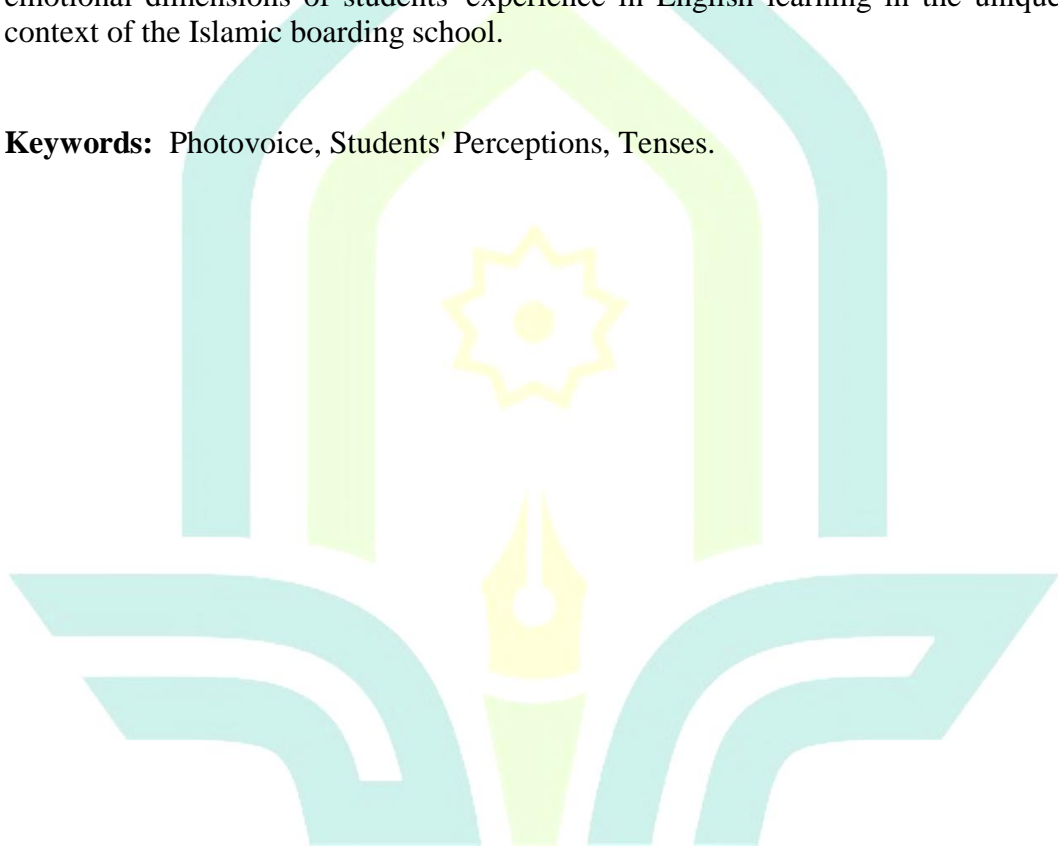 emotional dimensions of students' experience in English learning in the unique
context of the Islamic boarding school.
Keywords: Photovoice, Students' Perceptions, Tenses.